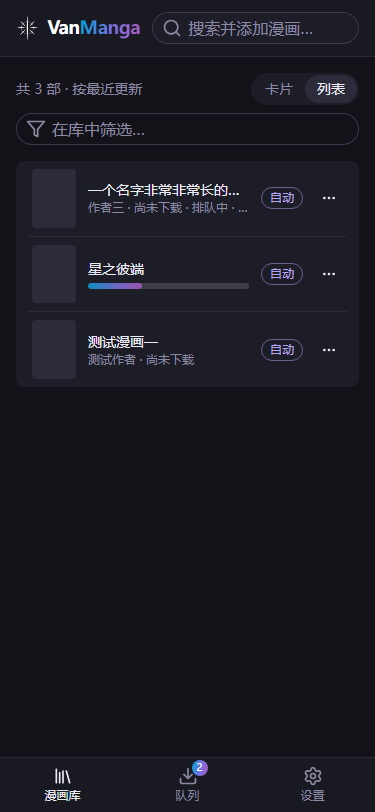 VanManga
搜索并添加漫画...
共 3 部 · 按最近更新
卡片
列表
在库中筛选...
一个名字非常非常长的...
作者三 · 尚未下载 · 排队中 · ...
自动
星之彼端
自动
测试漫画一
测试作者 · 尚未下载
自动
2
漫画库
队列
设置